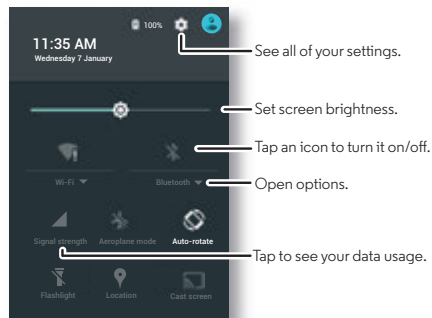 100%
11:35 AM
Wednesday 7 January
See all of your settings.
Set screen brightness.
Tap an icon to turn it on/off.
Wi-Fi Bluetooth
Open options.
Signal strength Aeroplane mode Auto-rotate
Tap to see your data usage.
Flashlight Location Cast screen